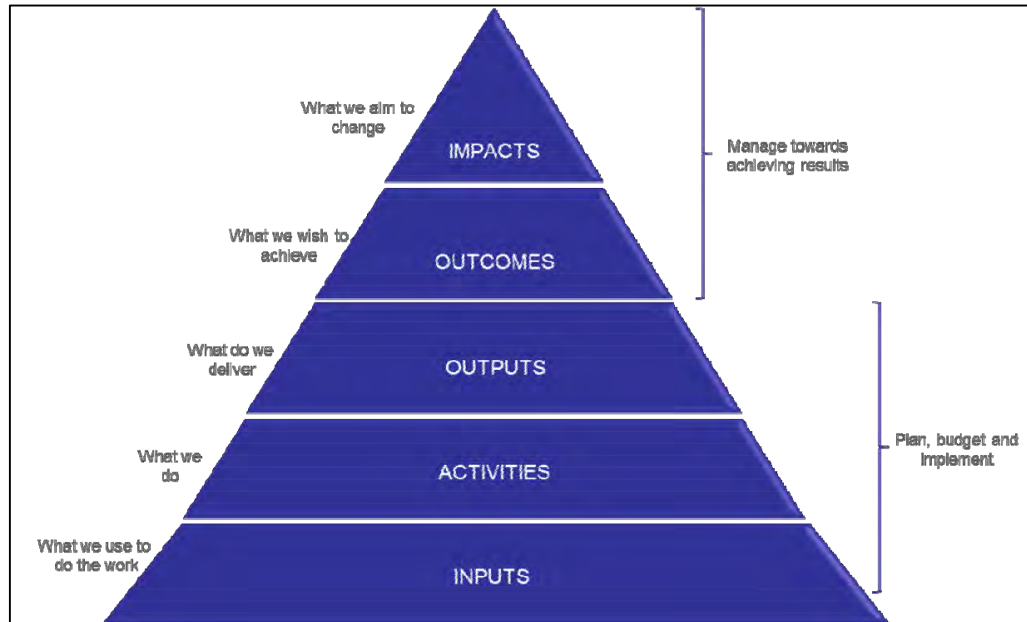 What we aim to
change
IMPACTS
Manage towards
achieving results
What we wish to
achieve
OUTCOMES
What do we
deliver
OUTPUTS
What we
do
ACTIVITIES
Plan, budget and
implement
What we use to
do the work
INPUTS